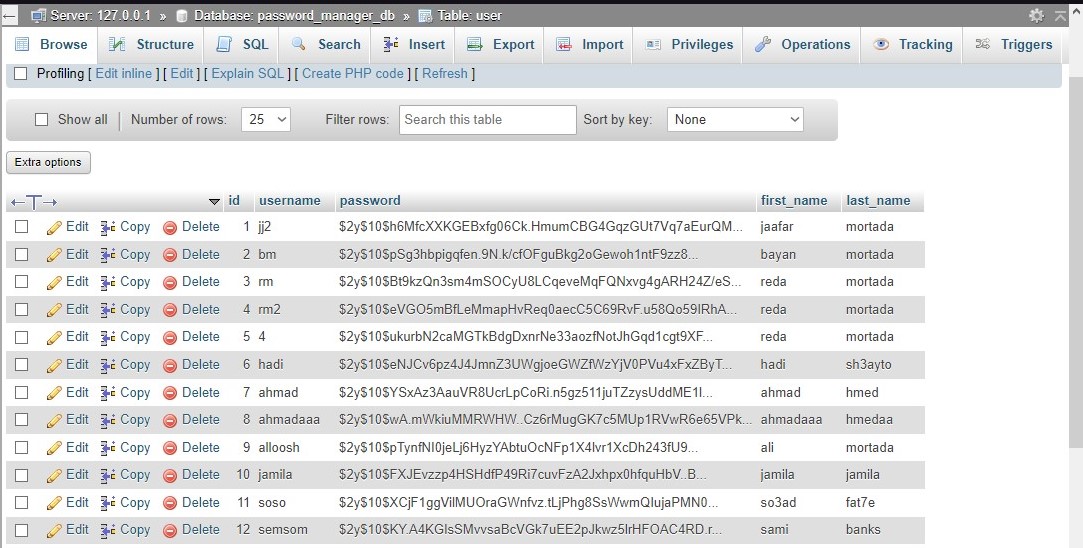 Server: 127.0.0.1 » Database: password_manager_db » Table: user
Browse Structure SQL Search Insert Export Import Privileges Operations Tracking Triggers
Profiling [ Edit inline ] [ Edit ] [ Explain SQL ] [ Create PHP code ] [ Refresh ]
Show all Number of rows: 25 Filter rows: Search this table Sort by key: None
Extra options
id username password first_name last_name
Edit Copy Delete 1 jj2 $2y$10$h6MfcXXKGEBxfg06Ck.HmumCBG4GqzGUt7Vq7aEurQM... jaafar mortada
Edit Copy Delete 2 bm $2y$10$pSg3hbpigqfen.9N.k/cfOFguBkg2oGewoh1ntF9zz8... bayan mortada
Edit Copy Delete 3 rm $2y$10$Bt9kzQn3sm4mSOCyU8LCqeveMqFQNxvg4gARH24Z/eS... reda mortada
Edit Copy Delete 4 rm2 $2y$10$eVGO5mBfLeMmapHvReq0aecC5C69RvF.u58Qo59IRhA... reda mortada
Edit Copy Delete 5 4 $2y$10$ukurbN2caMGTkBdgDxnrNe33aozfNotJhGqd1cgt9XF... reda mortada
Edit Copy Delete 6 hadi $2y$10$eNJCv6pz4J4JmnZ3UWgjoeGWZfWzYjV0PVu4xFxZByT... hadi sh3ayto
Edit Copy Delete 7 ahmad $2y$10$YSxAz3AauVR8UcrLpCoRi.n5gz511juTZzysUddME1I... ahmad hmed
Edit Copy Delete 8 ahmadaaa $2y$10$wA.mWkiuMMRWHW..Cz6rMugGK7c5MUp1RVwR6e65VPk... ahmadaaa hmedaa
Edit Copy Delete 9 alloosh $2y$10$pTynfNI0jeLj6HyzYAbtuOcNFp1X4lvr1XcDh243fU9... ali mortada
Edit Copy Delete 10 jamila $2y$10$FXJEvzzp4HSHdfP49Ri7cuvFzA2Jxhpx0hfquHbV..B... jamila jamila
Edit Copy Delete 11 soso $2y$10$XCjF1ggVilMUOraGWnfvz.tLjPhg8SsWwmQlujaPMN0... so3ad fat7e
Edit Copy Delete 12 semsom $2y$10$KY.A4KGIsSMvvsaBcVGk7uEE2pJkwz5lrHFOAC4RD.r... sami banks